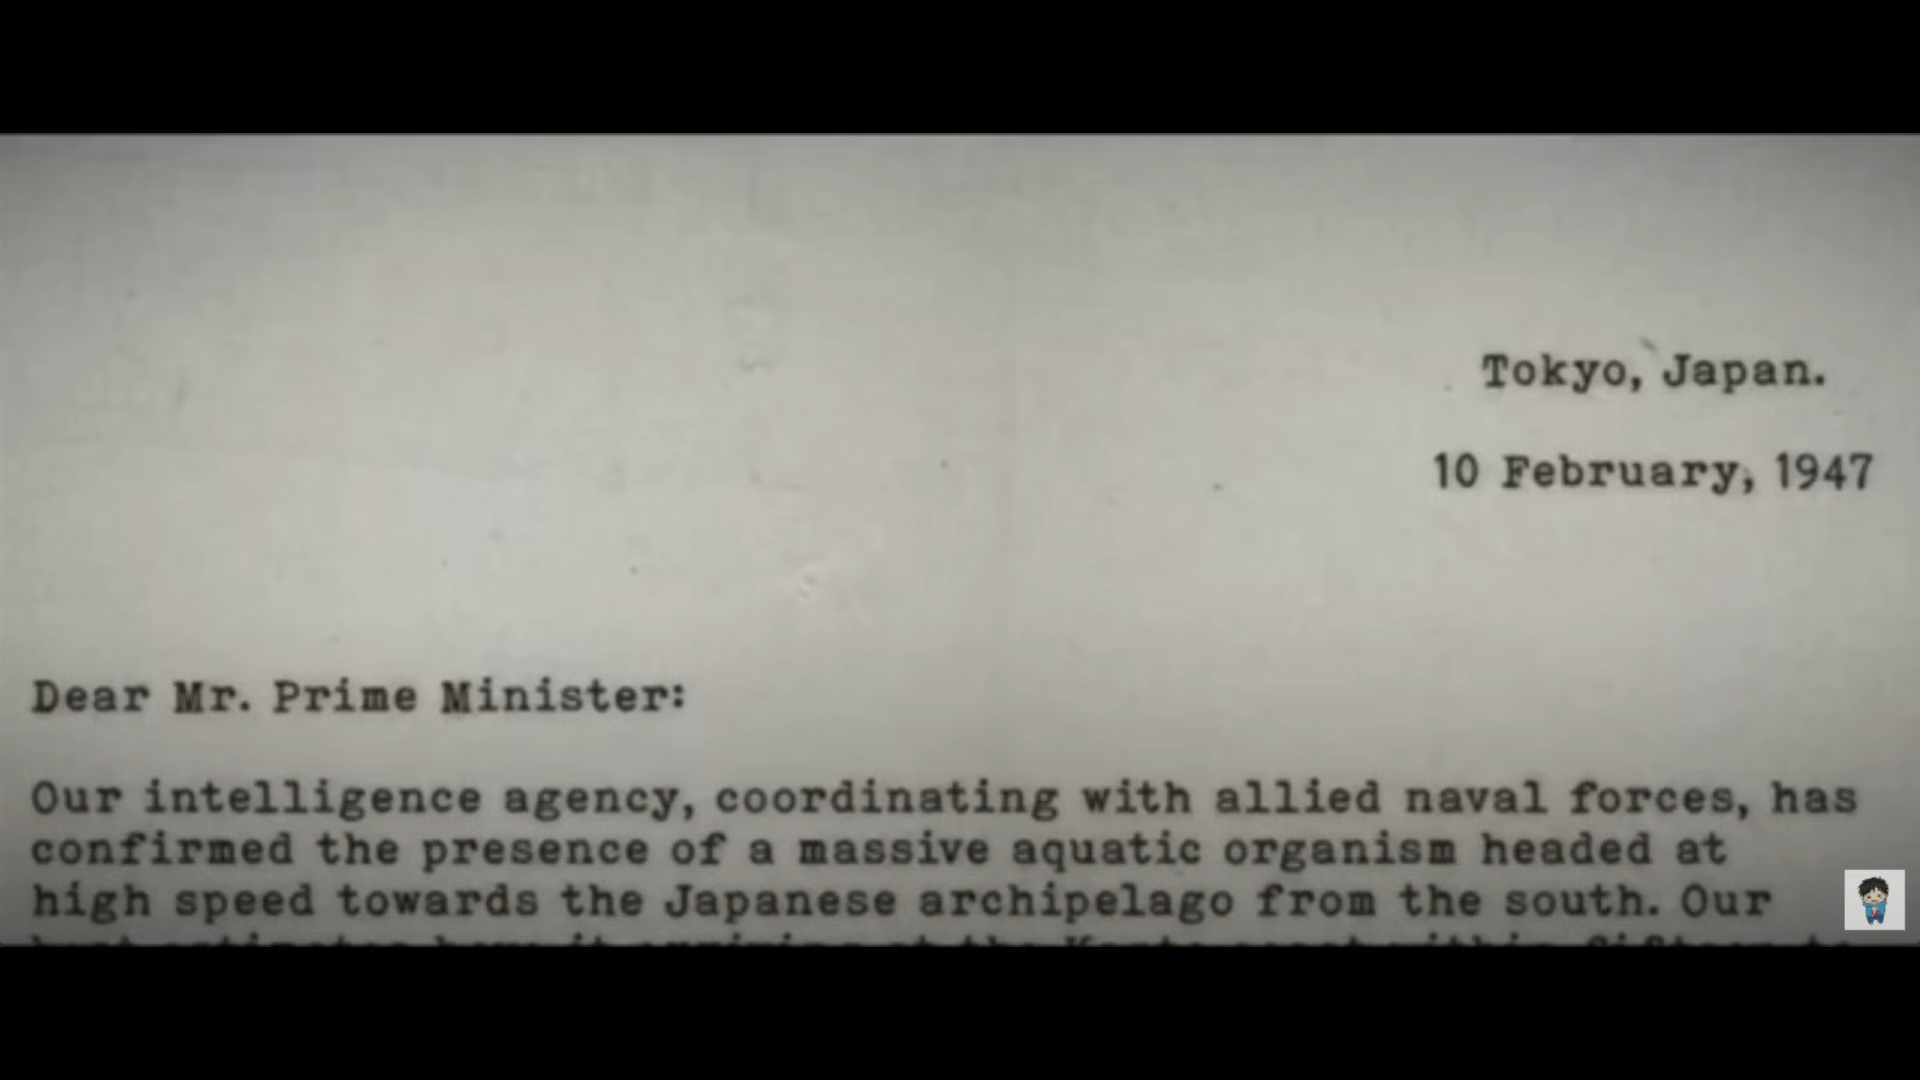 Tokyo, Japan.
10 February, 1947
Dear Mr. Prime Minister:
Our intelligence agency, coordinating with allied naval forces, has
confirmed the presence of a massive aquatic organism headed at
high speed towards the Japanese archipelago from the south. Our